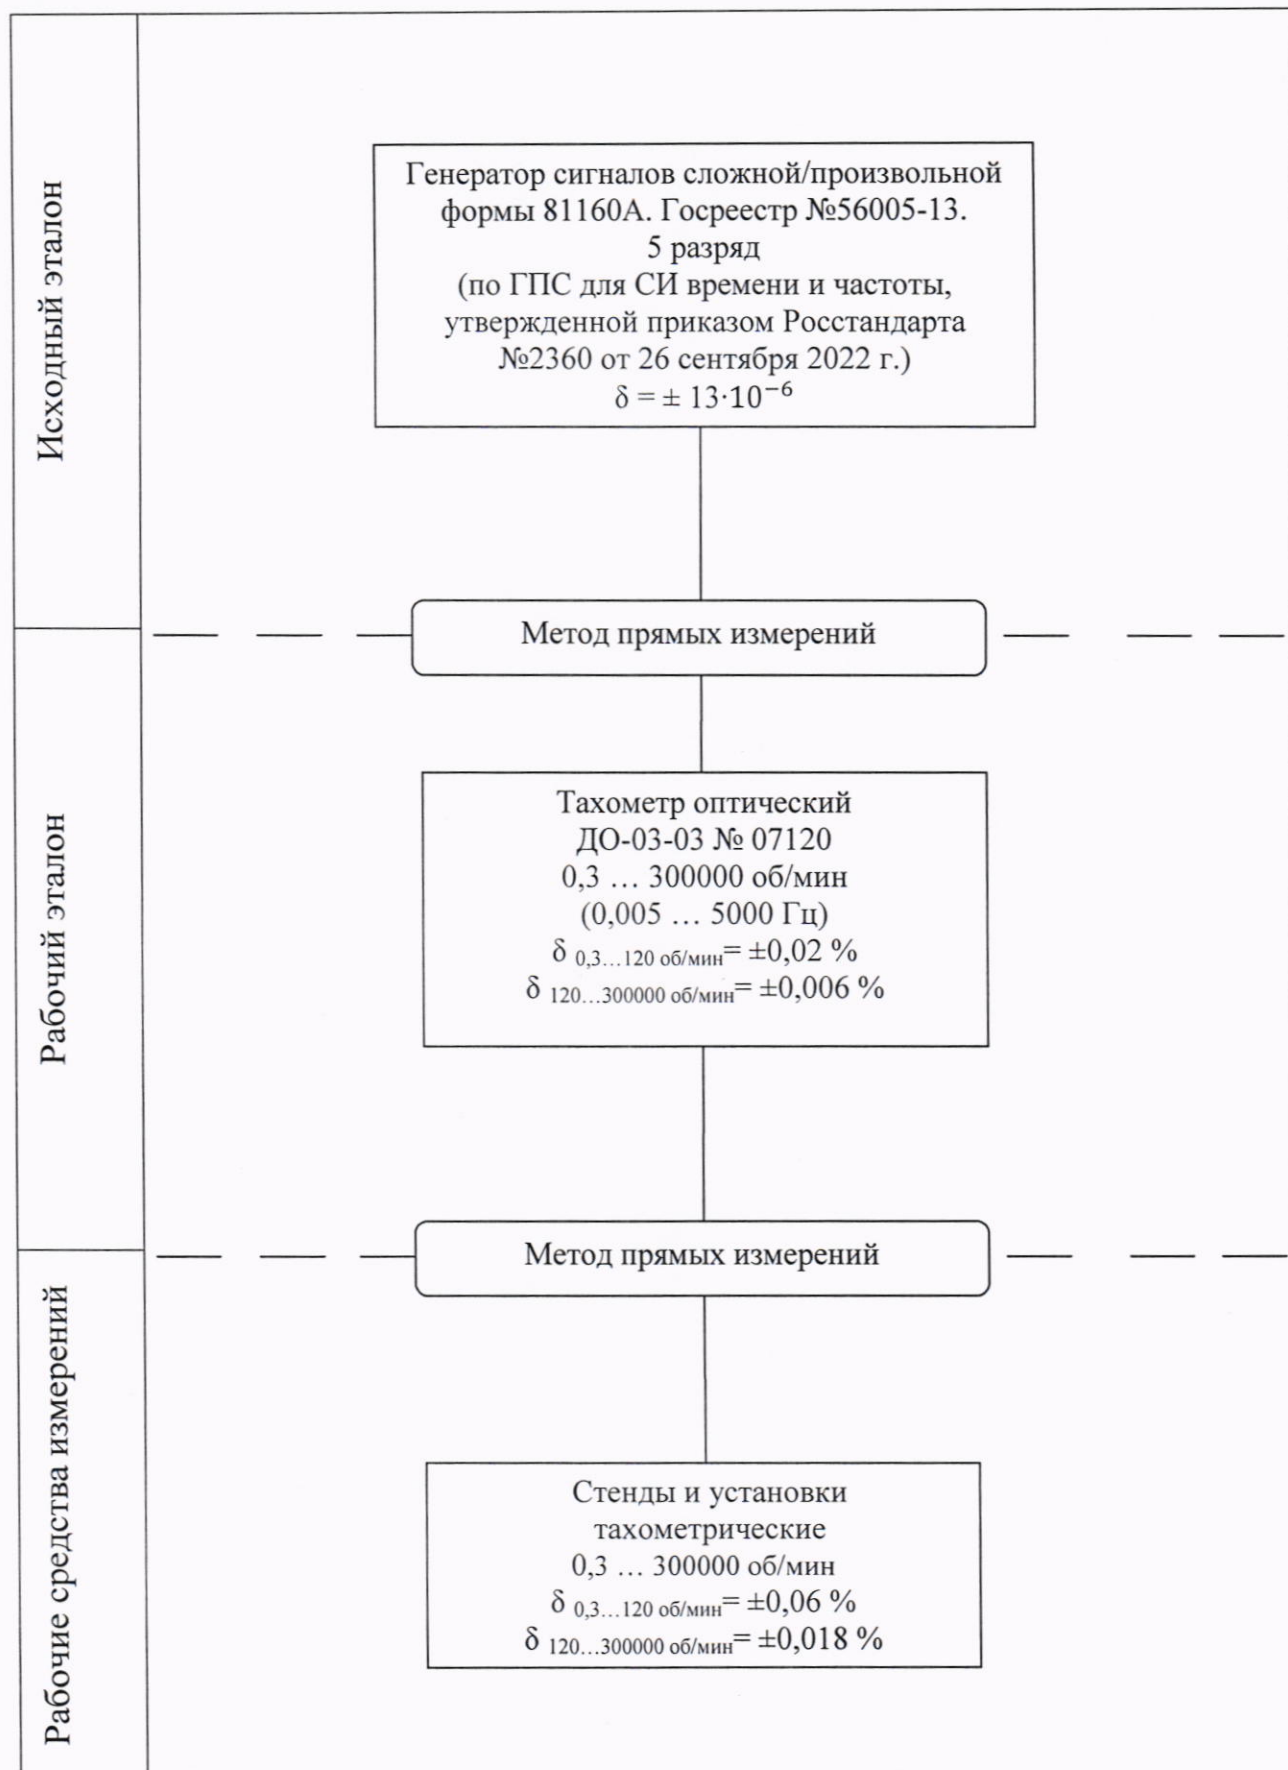 Исходный эталон
Генератор сигналов сложной/произвольной
формы 81160А. Госреестр №56005-13.
5 разряд
(по ГПС для СИ времени и частоты,
утвержденной приказом Росстандарта
№2360 от 26 сентября 2022 г.)
δ = ± 13·10⁻⁶
Метод прямых измерений
Рабочий эталон
Тахометр оптический
ДО-03-03 № 07120
0,3 … 300000 об/мин
(0,005 … 5000 Гц)
δ 0,3…120 об/мин= ±0,02 %
δ 120…300000 об/мин= ±0,006 %
Метод прямых измерений
Рабочие средства измерений
Стенды и установки
тахометрические
0,3 … 300000 об/мин
δ 0,3…120 об/мин= ±0,06 %
δ 120…300000 об/мин= ±0,018 %